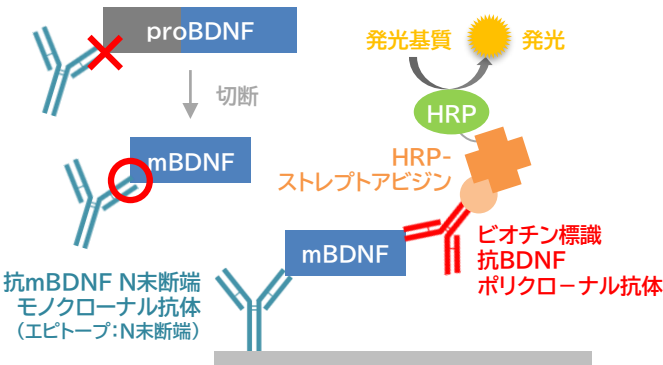 proBDNF
切断
mBDNF
抗mBDNF N末断端
モノクローナル抗体
（エピトープ：N末断端）
発光基質
発光
HRP
HRP-
ストレプトアビジン
mBDNF
ビオチン標識
抗BDNF
ポリクローナル抗体